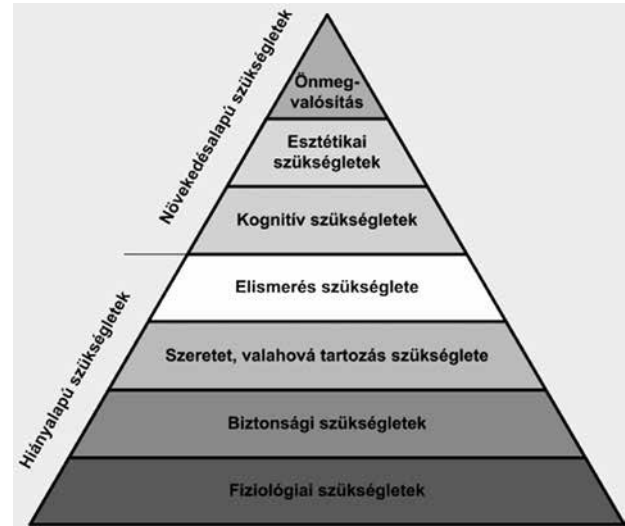 Növekedésalapú szükségletek
Önmeg-
valósítás
Esztétikai
szükségletek
Kognitív szükségletek
Hiányalapú szükségletek
Elismerés szükséglete
Szeretet, valahová tartozás szükséglete
Biztonsági szükségletek
Fiziológiai szükségletek